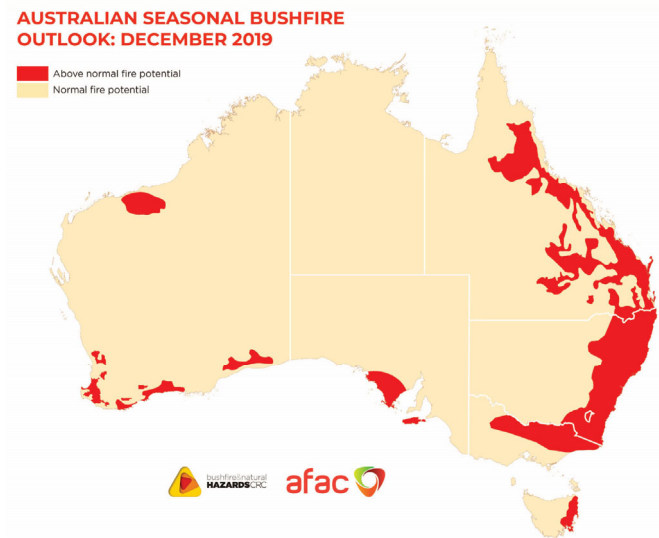 AUSTRALIAN SEASONAL BUSHFIRE
OUTLOOK: DECEMBER 2019
Above normal fire potential
Normal fire potential
bushfire&natural
HAZARDSCRC
afac